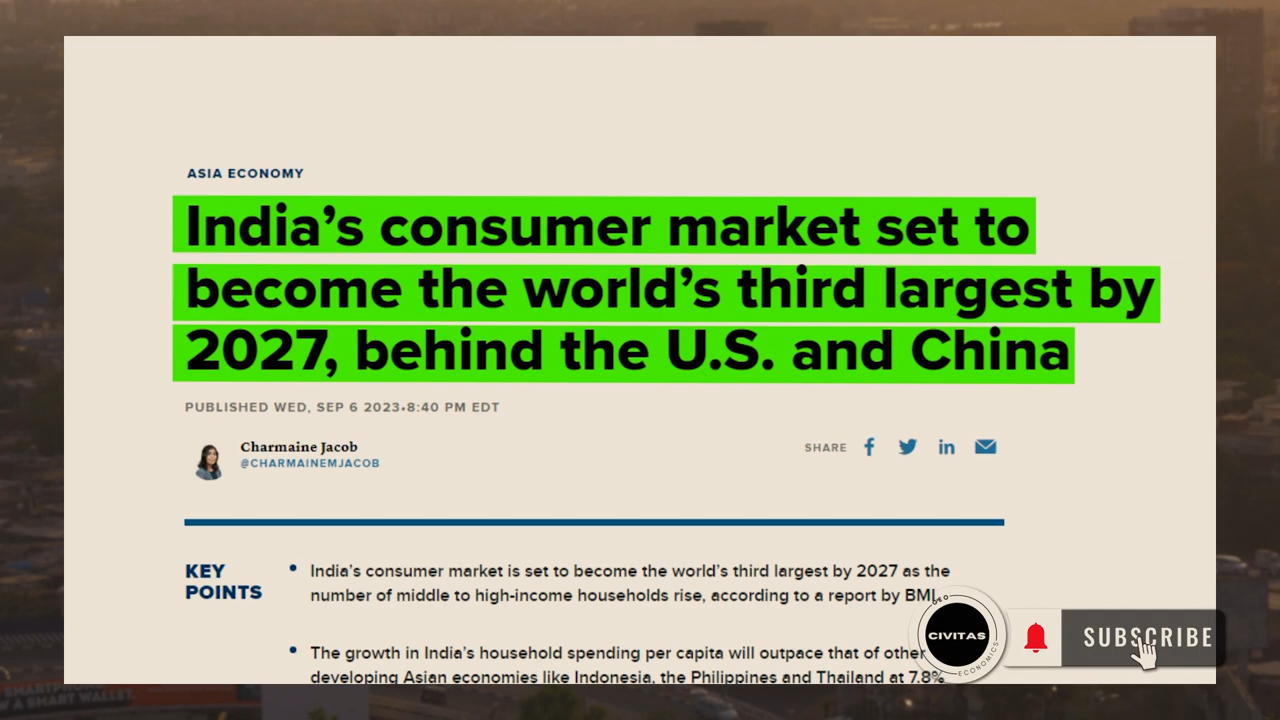 ASIA ECONOMY
India’s consumer market set to
become the world’s third largest by
2027, behind the U.S. and China
PUBLISHED WED, SEP 6 2023•8:40 PM EDT
Charmaine Jacob
@CHARMAINEMJACOB
SHARE
KEY
POINTS
• India’s consumer market is set to become the world’s third largest by 2027 as the
number of middle to high-income households rise, according to a report by BMI.
• The growth in India’s household spending per capita will outpace that of other
developing Asian economies like Indonesia, the Philippines and Thailand at 7.8%
GEO
CIVITAS
ECONOMICS
SUBSCRIBE
SMARTPHONE
A SMART WALLET.